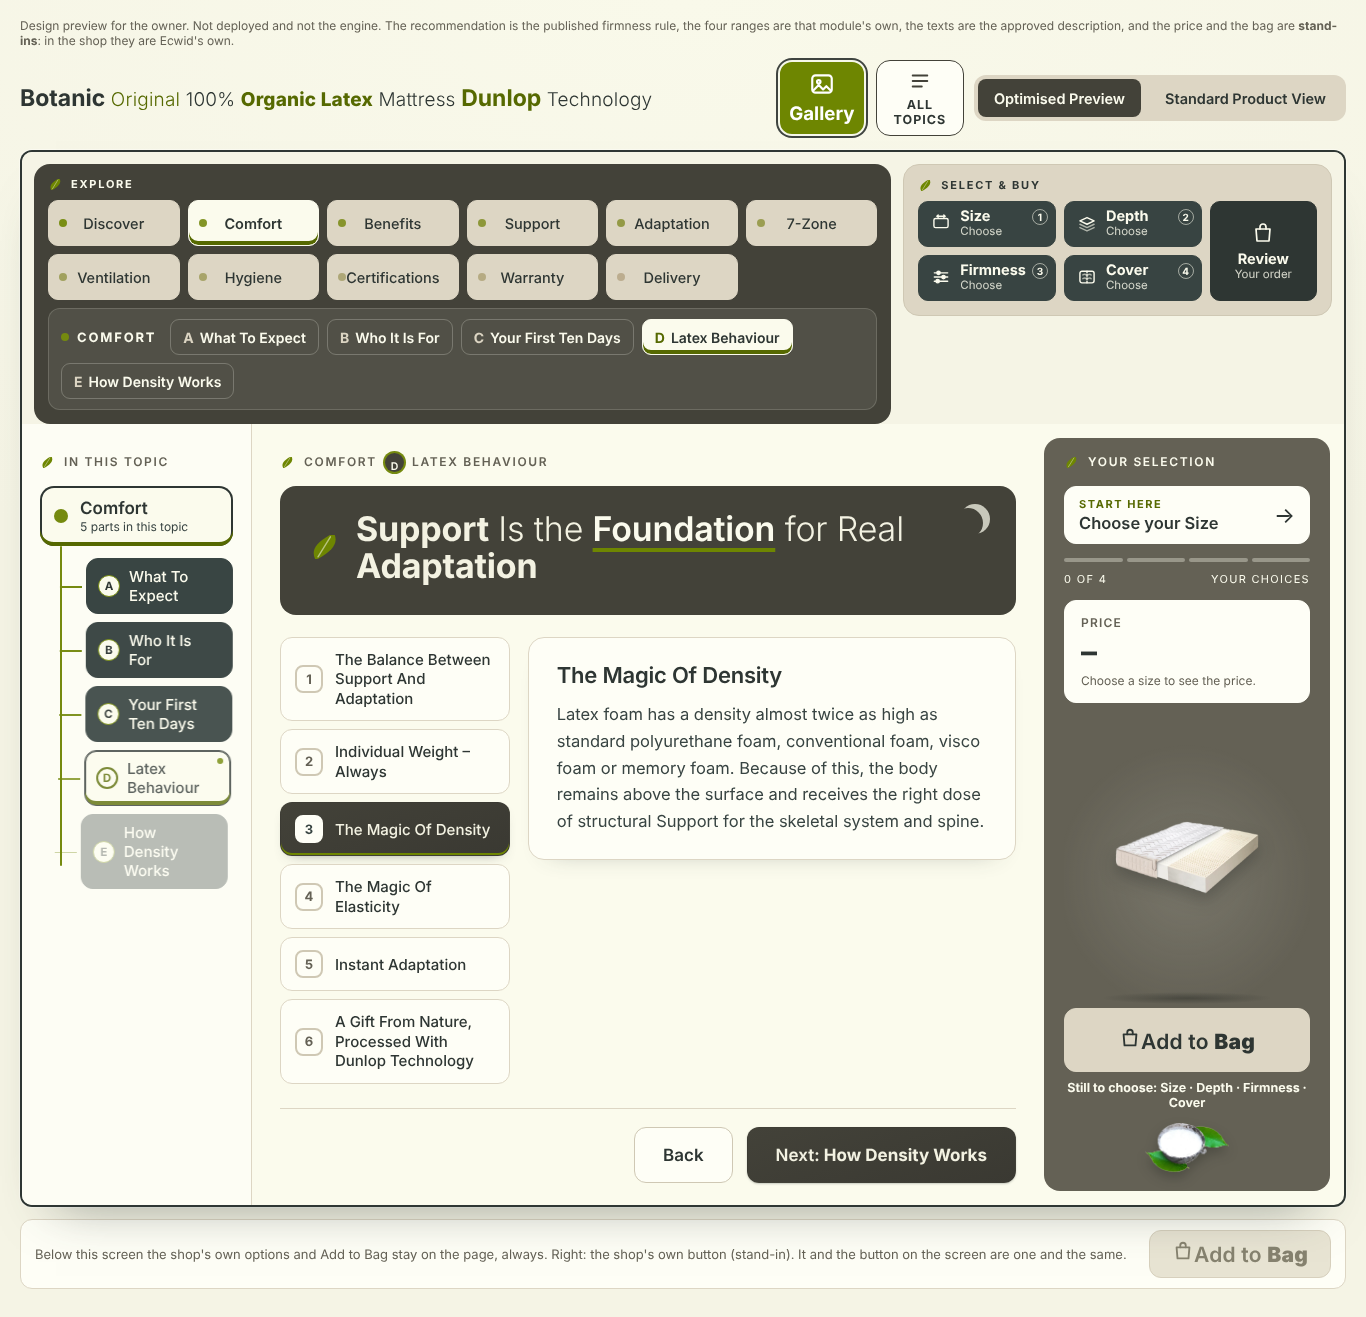 Design preview for the owner. Not deployed and not the engine. The recommendation is the published firmness rule, the four ranges are that module's own, the texts are the approved description, and the price and the bag are stand-
ins: in the shop they are Ecwid's own.
Botanic Original 100% Organic Latex Mattress Dunlop Technology
Gallery
ALL
TOPICS
Optimised Preview
Standard Product View
EXPLORE
Discover
Comfort
Benefits
Support
Adaptation
7-Zone
Ventilation
Hygiene
Certifications
Warranty
Delivery
COMFORT
A What To Expect
B Who It Is For
C Your First Ten Days
D Latex Behaviour
E How Density Works
SELECT & BUY
Size 1
Choose
Depth 2
Choose
Firmness 3
Choose
Cover 4
Choose
Review
Your order
IN THIS TOPIC
Comfort
5 parts in this topic
A What To
Expect
B Who It Is
For
C Your First
Ten Days
D Latex
Behaviour
E How
Density
Works
COMFORT D LATEX BEHAVIOUR
Support Is the Foundation for Real
Adaptation
1 The Balance Between
Support And
Adaptation
2 Individual Weight –
Always
3 The Magic Of Density
4 The Magic Of
Elasticity
5 Instant Adaptation
6 A Gift From Nature,
Processed With
Dunlop Technology
The Magic Of Density
Latex foam has a density almost twice as high as
standard polyurethane foam, conventional foam, visco
foam or memory foam. Because of this, the body
remains above the surface and receives the right dose
of structural Support for the skeletal system and spine.
Back
Next: How Density Works
YOUR SELECTION
START HERE
Choose your Size
0 OF 4
YOUR CHOICES
PRICE
–
Choose a size to see the price.
Add to Bag
Still to choose: Size · Depth · Firmness ·
Cover
Below this screen the shop's own options and Add to Bag stay on the page, always. Right: the shop's own button (stand-in). It and the button on the screen are one and the same.
Add to Bag